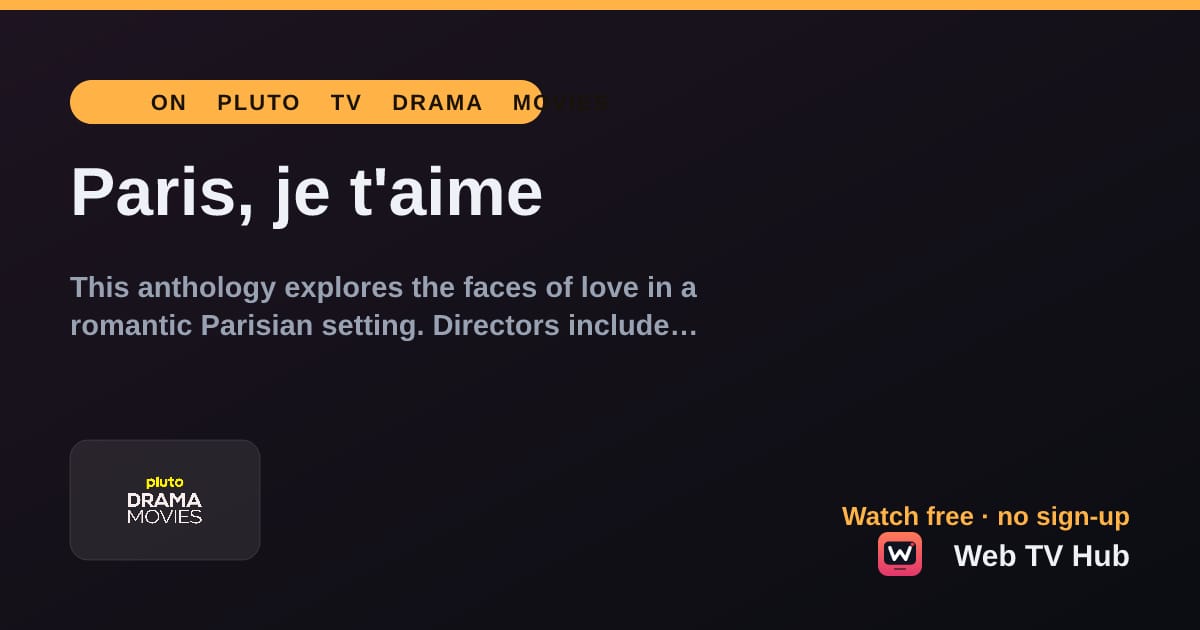 ON PLUTO TV DRAMA MOVIES
Paris, je t'aime
This anthology explores the faces of love in a
romantic Parisian setting. Directors include…
pluto
DRAMA
MOVIES
Watch free · no sign-up
W
Web TV Hub